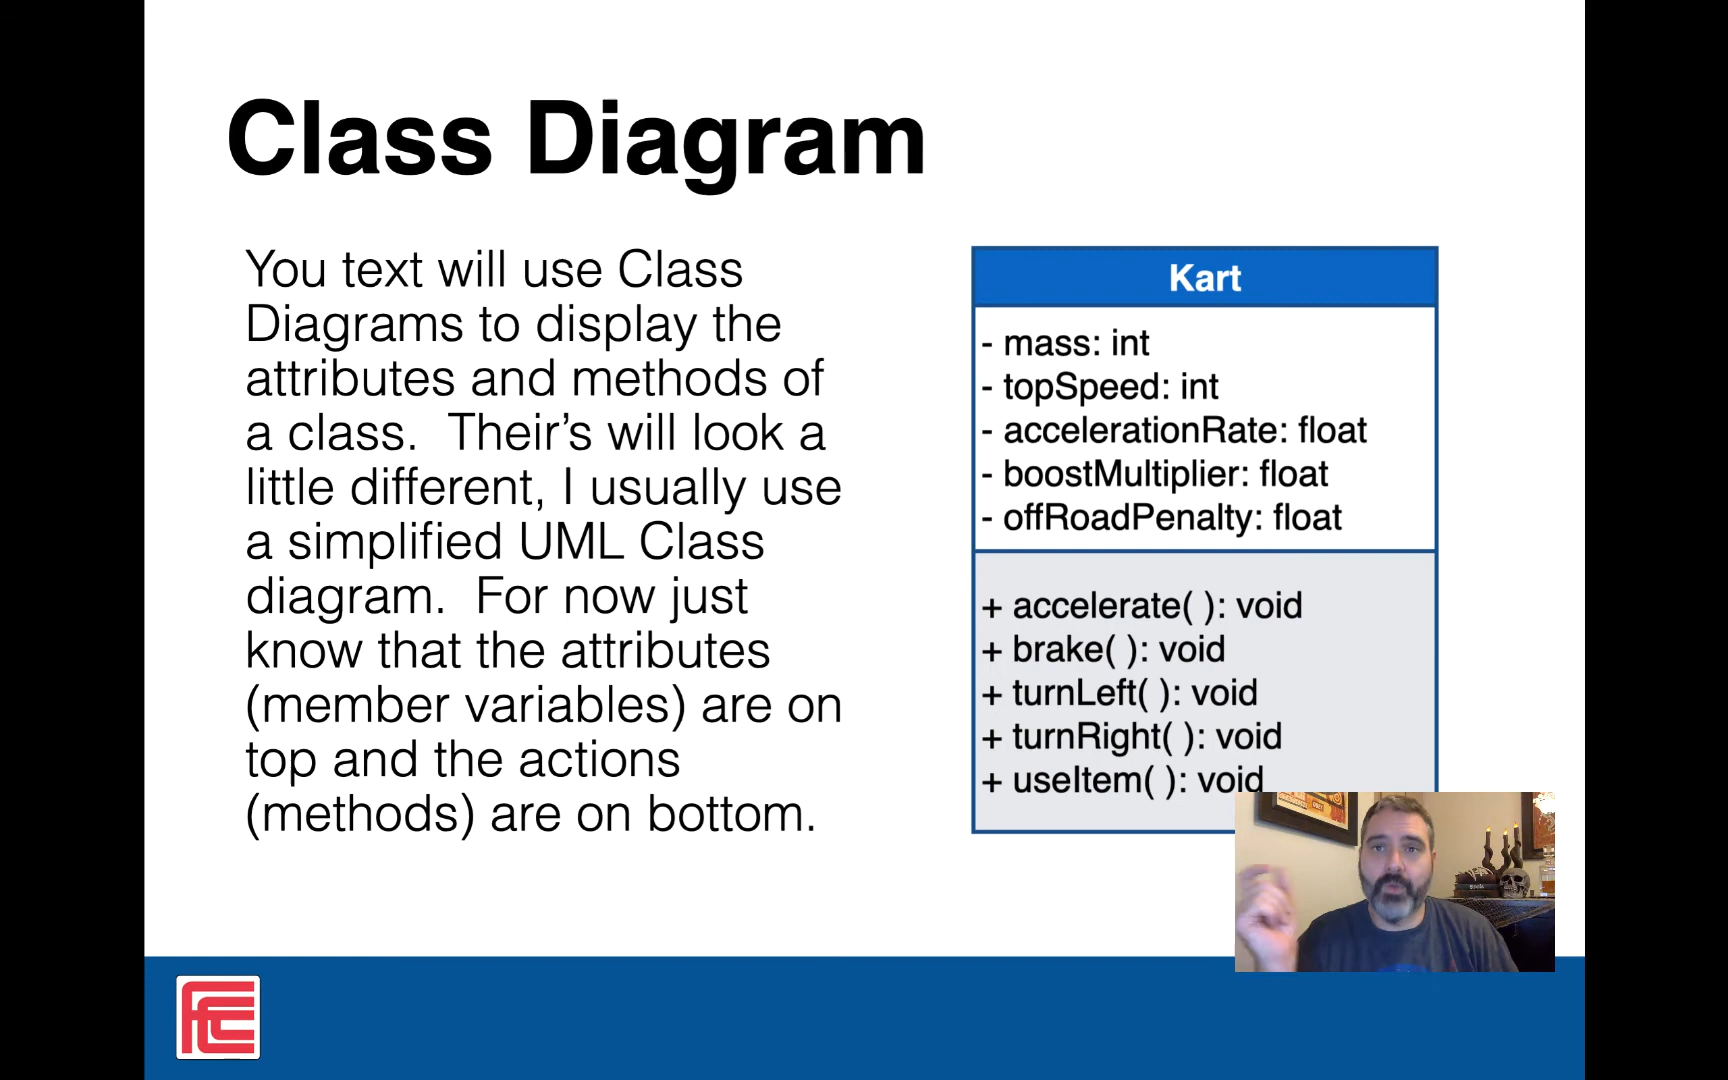 Class Diagram
You text will use Class
Diagrams to display the
attributes and methods of
a class.  Their’s will look a
little different, I usually use
a simplified UML Class
diagram.  For now just
know that the attributes
(member variables) are on
top and the actions
(methods) are on bottom.
Kart
- mass: int
- topSpeed: int
- accelerationRate: float
- boostMultiplier: float
- offRoadPenalty: float
+ accelerate( ): void
+ brake( ): void
+ turnLeft( ): void
+ turnRight( ): void
+ useItem( ): void
FCC